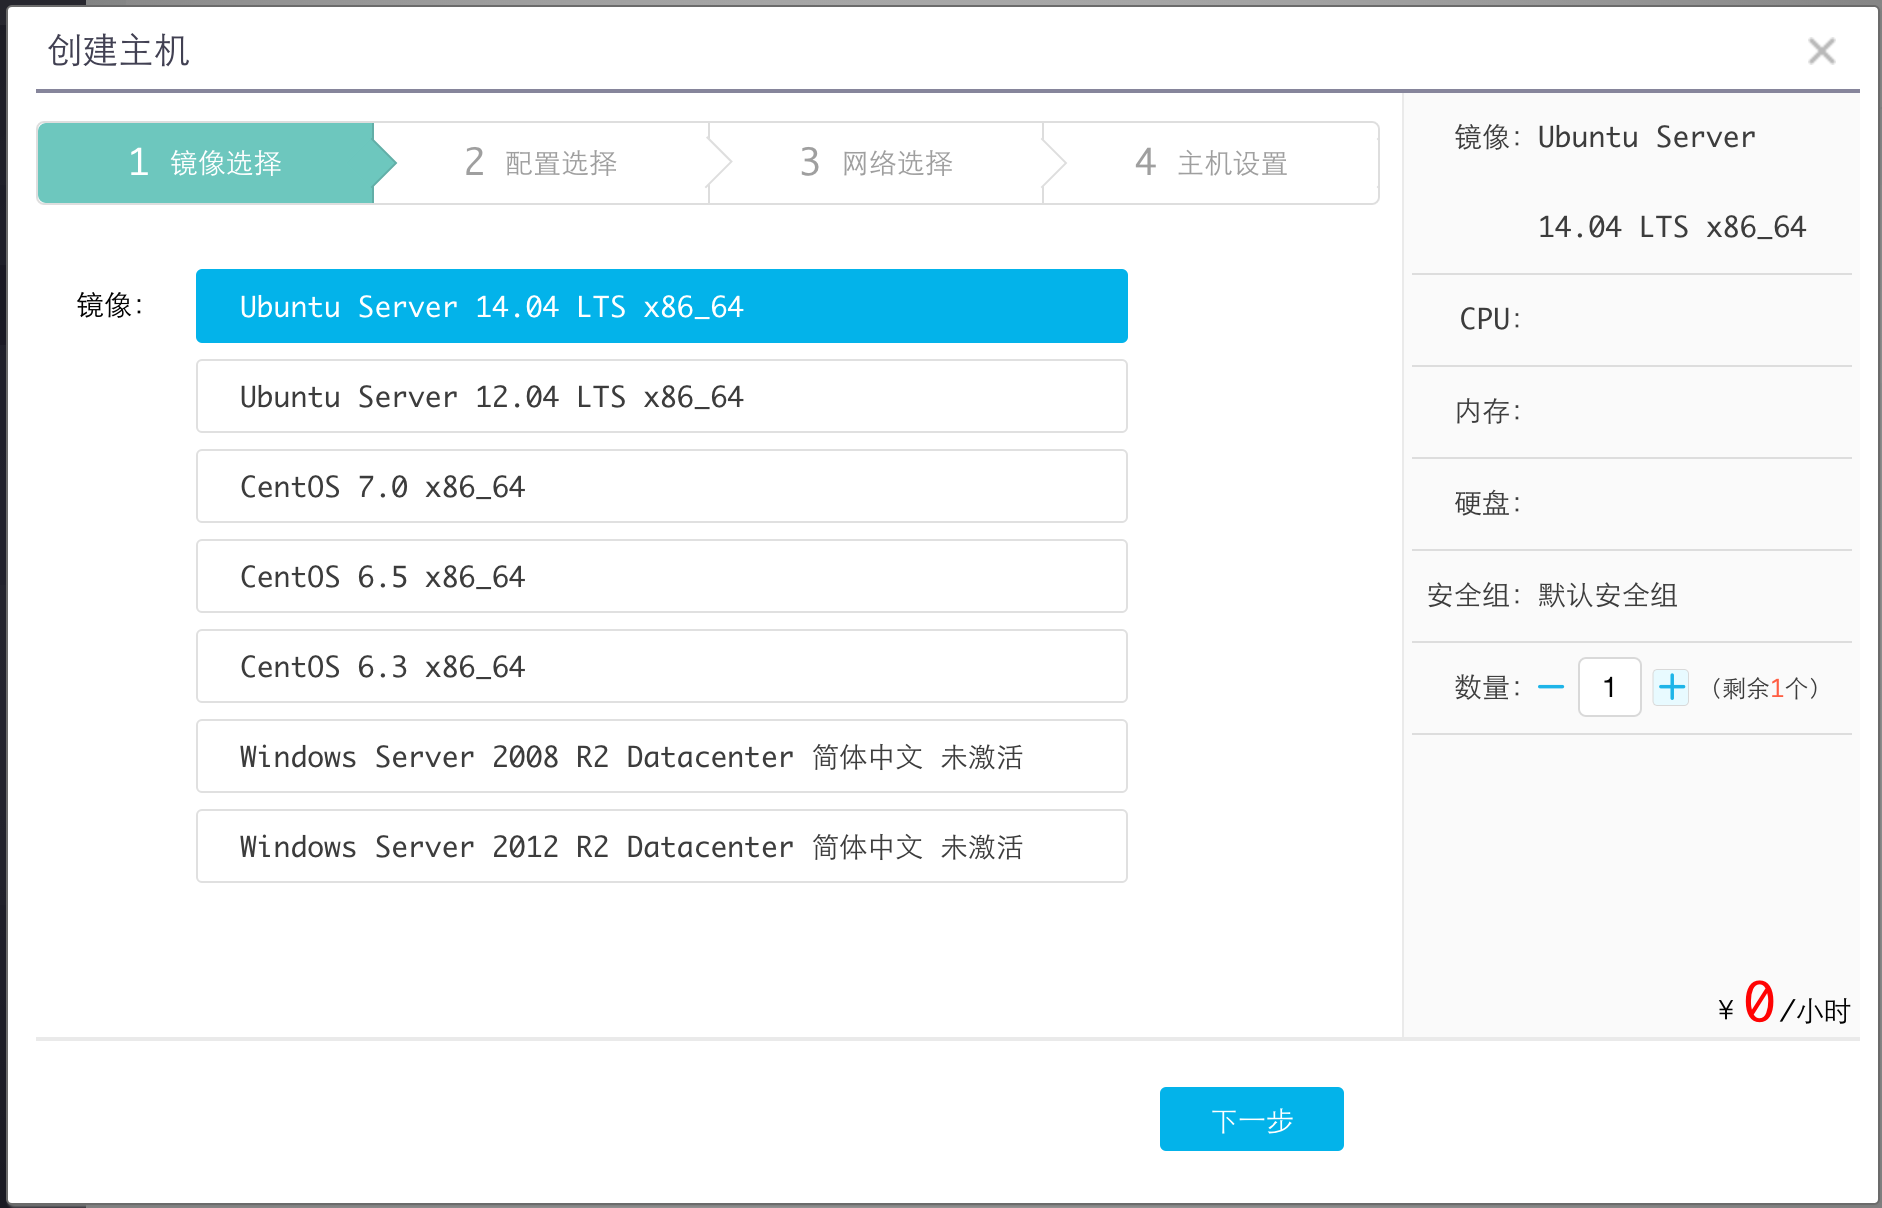 创建主机
1 镜像选择
2 配置选择
3 网络选择
4 主机设置
镜像:
Ubuntu Server 14.04 LTS x86_64
Ubuntu Server 12.04 LTS x86_64
CentOS 7.0 x86_64
CentOS 6.5 x86_64
CentOS 6.3 x86_64
Windows Server 2008 R2 Datacenter 简体中文 未激活
Windows Server 2012 R2 Datacenter 简体中文 未激活
镜像: Ubuntu Server
14.04 LTS x86_64
CPU:
内存:
硬盘:
安全组: 默认安全组
数量: 1 (剩余1个)
¥ 0 /小时
下一步